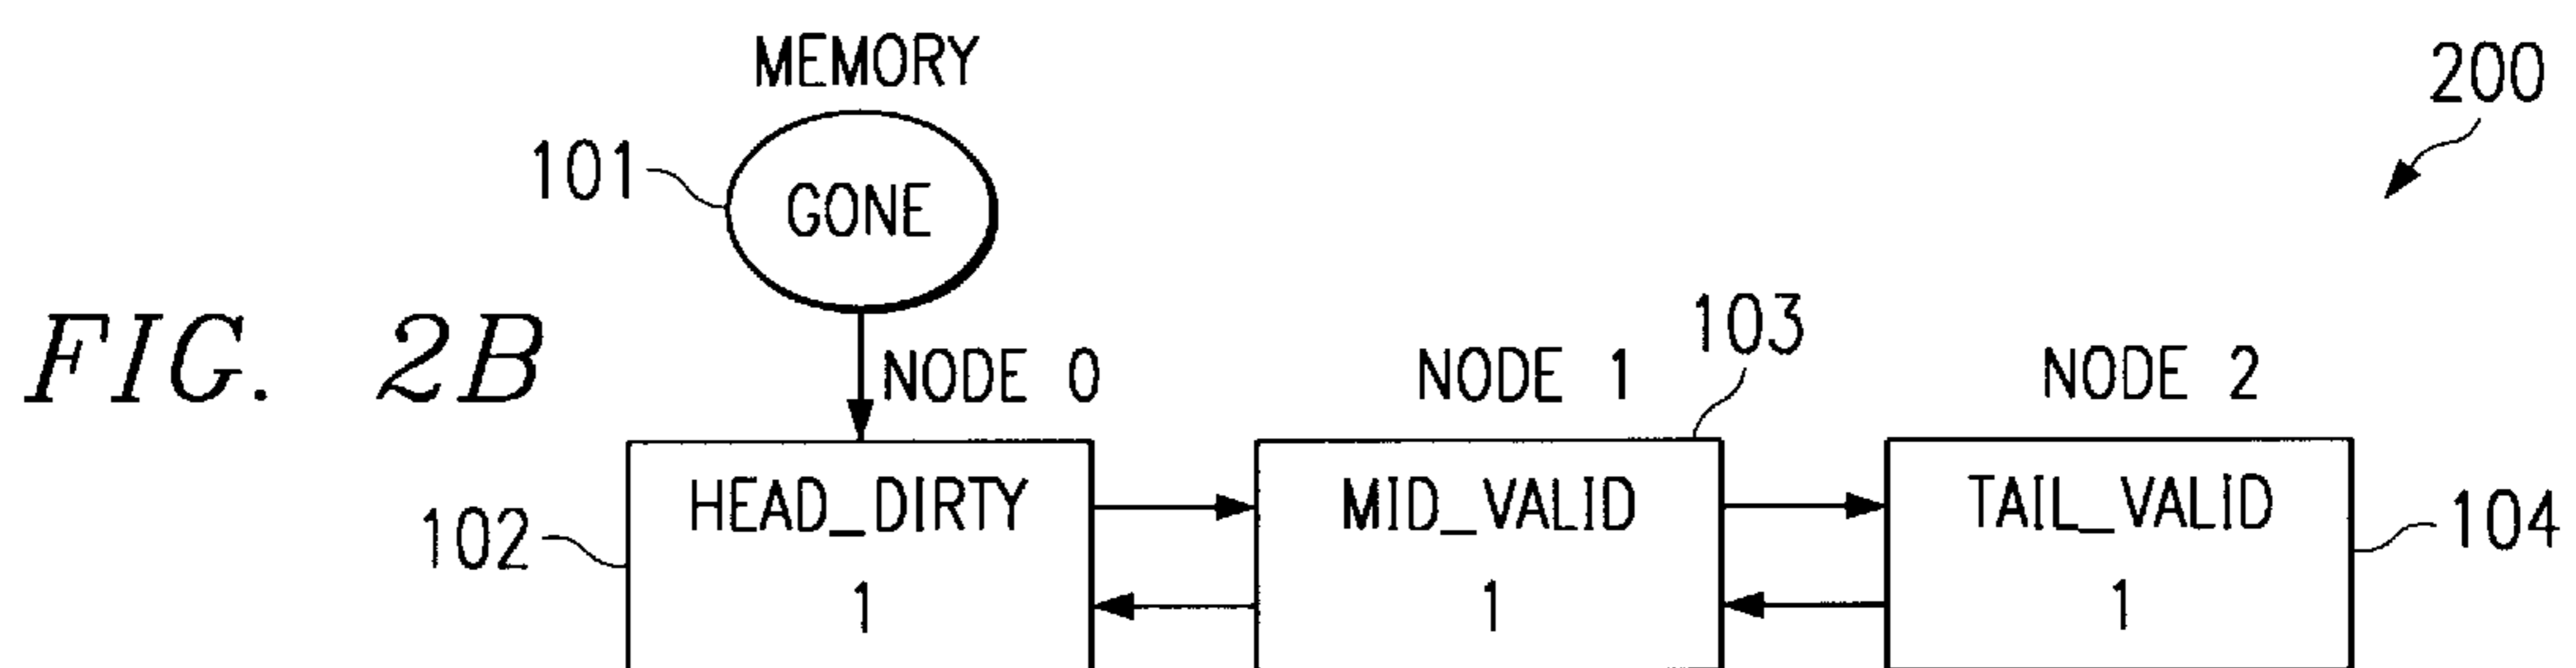 MEMORY
200
101
GONE
103
FIG. 2B
NODE 0
NODE 1
NODE 2
HEAD_DIRTY
MID_VALID
TAIL_VALID
102
104
1
1
1